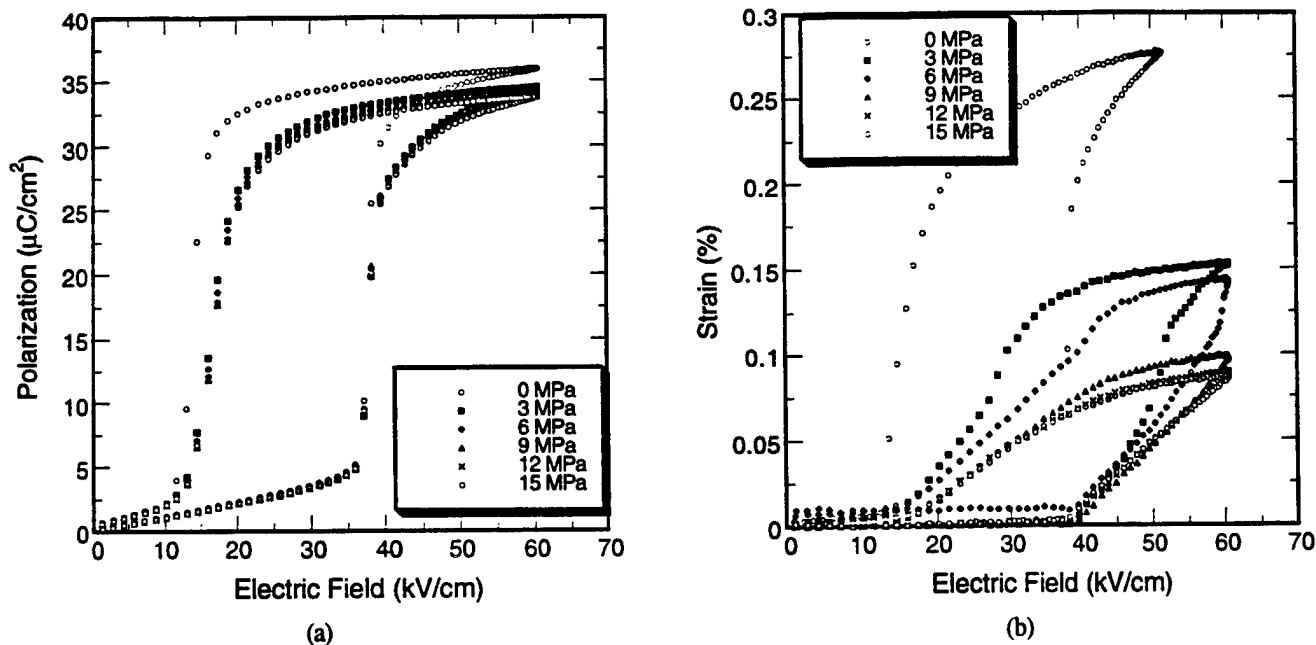 40
35
30
25
20
15
10
5
0
Polarization (µC/cm²)
0 MPa
3 MPa
6 MPa
9 MPa
12 MPa
15 MPa
0 10 20 30 40 50 60 70
Electric Field (kV/cm)
(a)
0.3
0.25
0.2
0.15
0.1
0.05
0
Strain (%)
0 MPa
3 MPa
6 MPa
9 MPa
12 MPa
15 MPa
0 10 20 30 40 50 60 70
Electric Field (kV/cm)
(b)